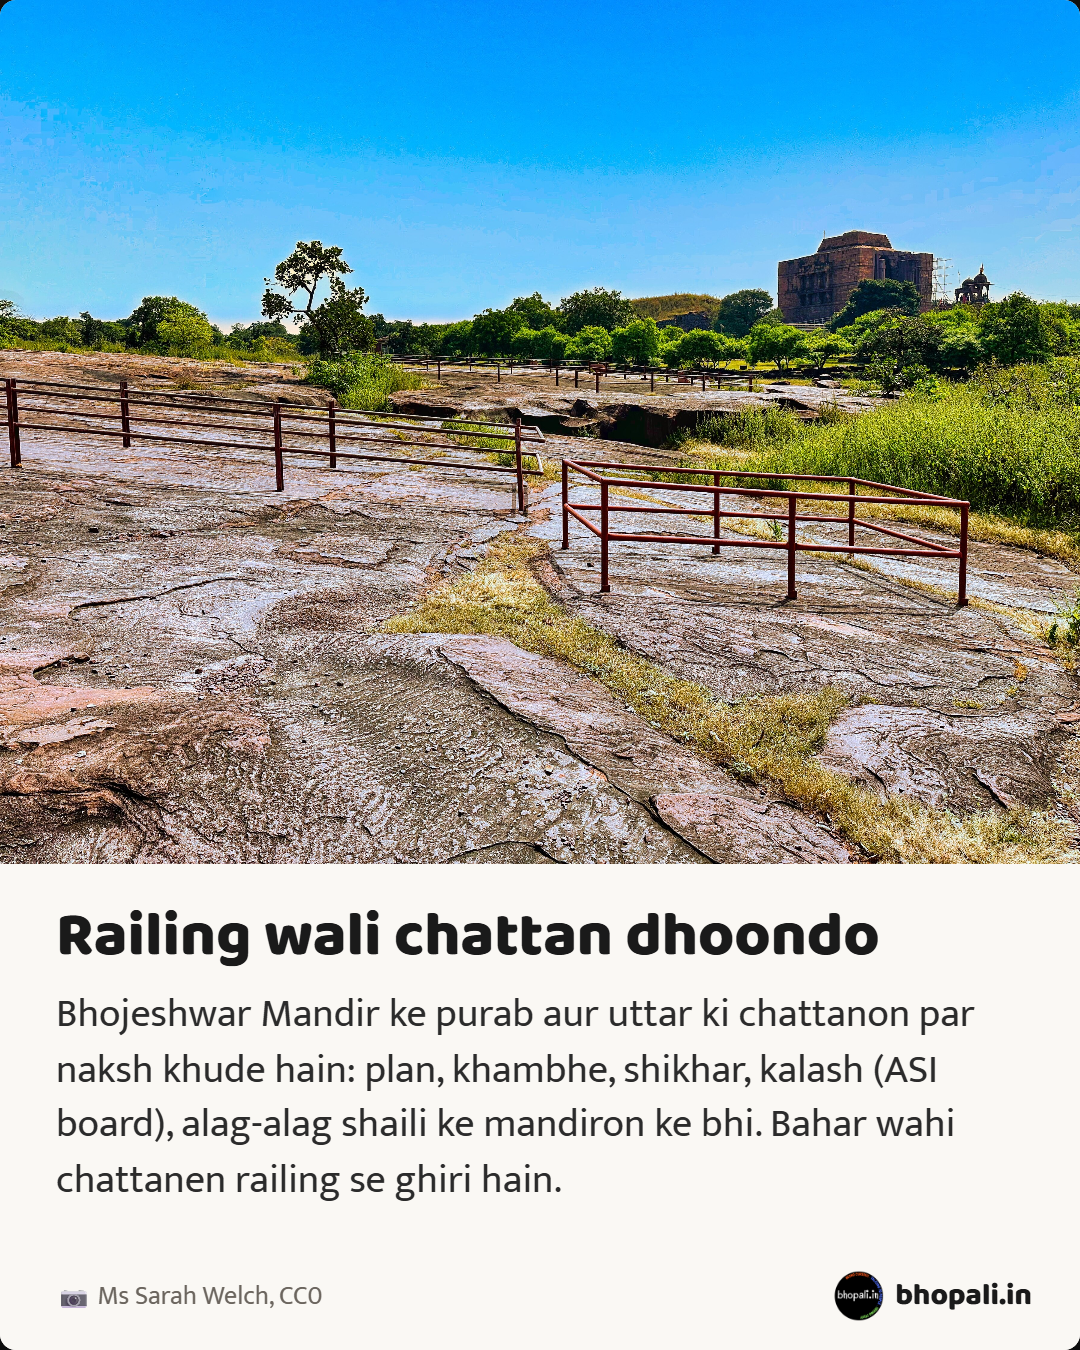 Railing wali chattan dhoondo
Bhojeshwar Mandir ke purab aur uttar ki chattanon par
naksh khude hain: plan, khambhe, shikhar, kalash (ASI
board), alag-alag shaili ke mandiron ke bhi. Bahar wahi
chattanen railing se ghiri hain.
Ms Sarah Welch, CC0
bhopali.in
bhopali.in